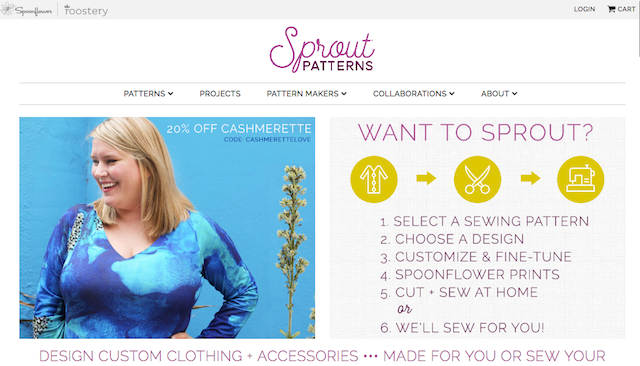 Spoonflower
the roostery
LOGIN CART
Sprout
PATTERNS
PATTERNS PROJECTS PATTERN MAKERS COLLABORATIONS ABOUT
20% OFF CASHMERETTE
CODE: CASHMERETTELOVE
WANT TO SPROUT?
1. SELECT A SEWING PATTERN
2. CHOOSE A DESIGN
3. CUSTOMIZE & FINE-TUNE
4. SPOONFLOWER PRINTS
5. CUT + SEW AT HOME
or
6. WE'LL SEW FOR YOU!
DESIGN CUSTOM CLOTHING + ACCESSORIES ••• MADE FOR YOU OR SEW YOUR